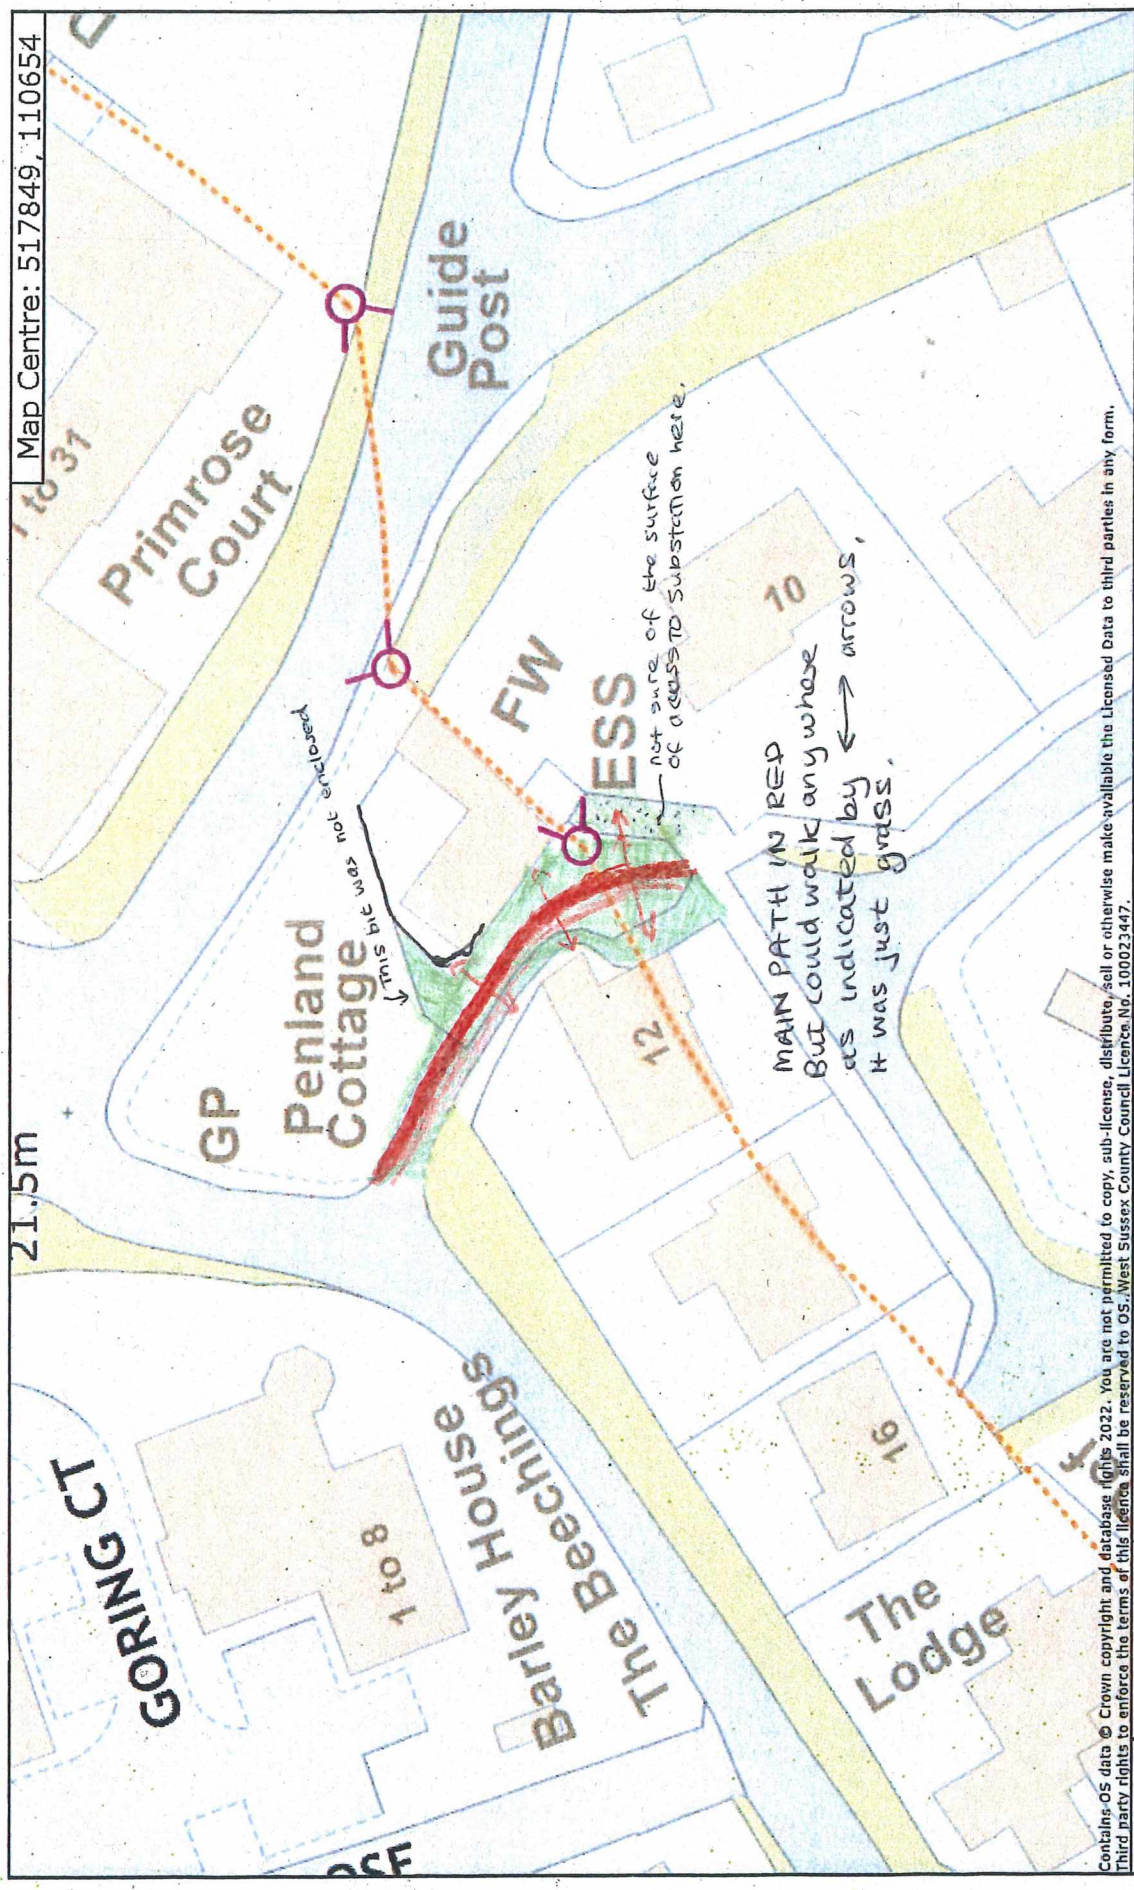 Map Centre: 517849, 110654
21.5m
GORING CT
1 to 8
Barley House
The Beechings
GP
Penland
Cottage
1 to 31
Primrose
Court
Guide
Post
FW
ESS
10
12
16
The
Lodge
of
this bit was not enclosed
not sure of the surface
of access to substation here.
MAIN PATH IN RED
But could walk anywhere
as indicated by ⟷ arrows,
It was just grass.
Contains OS data © Crown copyright and database rights 2022. You are not permitted to copy, sub-license, distribute, sell or otherwise make available the Licensed Data to third parties in any form.
Third party rights to enforce the terms of this licence shall be reserved to OS. West Sussex County Council Licence No. 100023447.